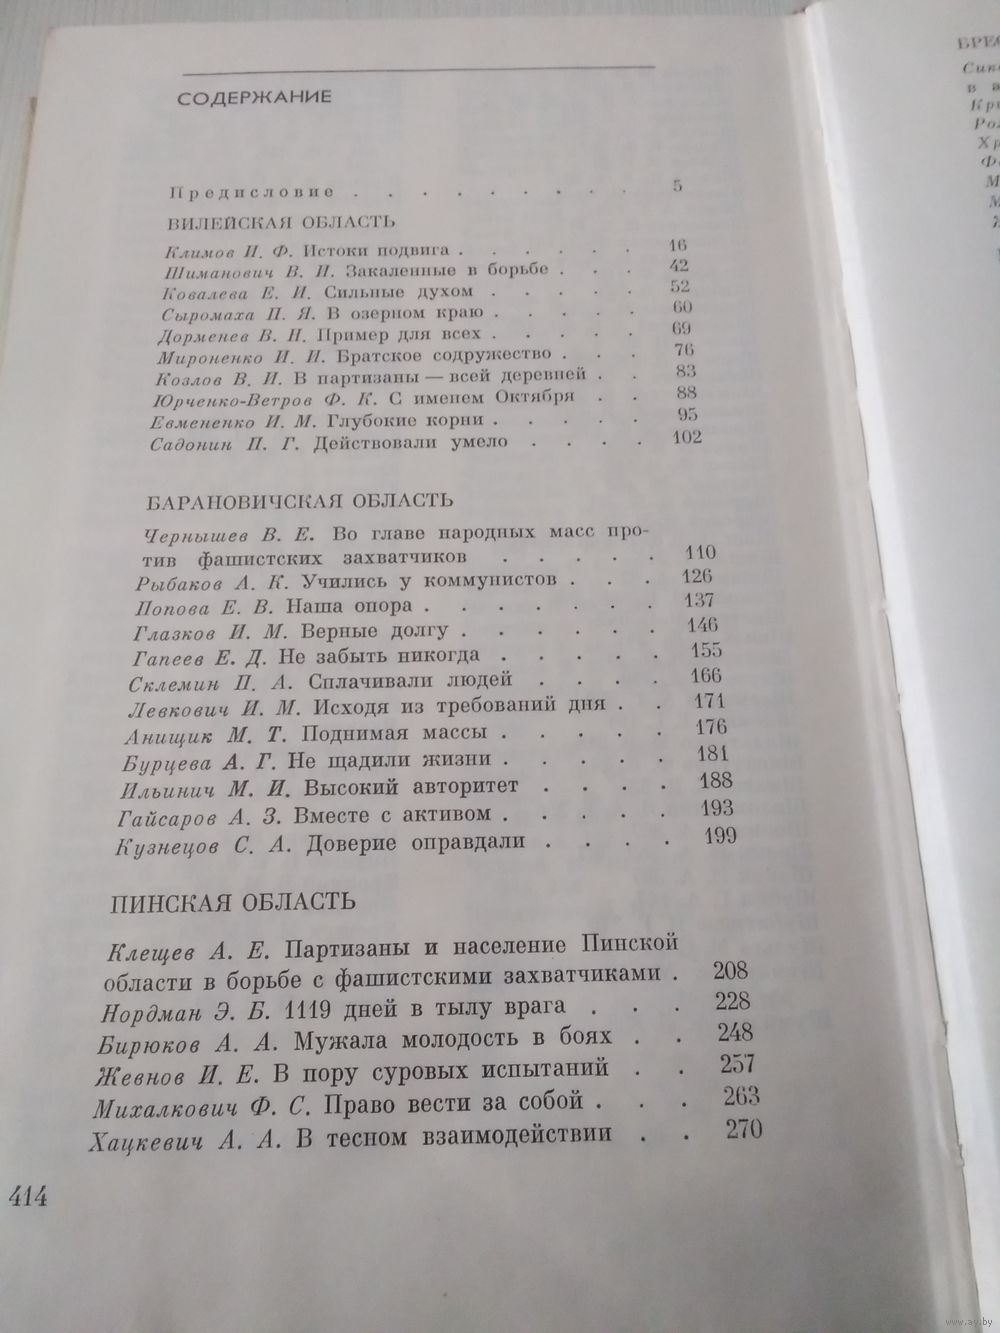 СОДЕРЖАНИЕ
Предисловие . . . . . . . . 5
ВИЛЕЙСКАЯ ОБЛАСТЬ
Климов И. Ф. Истоки подвига . . . . . . 16
Шиманович В. И. Закаленные в борьбе . . . 42
Ковалева Е. И. Сильные духом . . . . . 52
Сыромаха П. Я. В озерном краю . . . . . 60
Дорменев В. Н. Пример для всех . . . . . 69
Мироненко И. И. Братское содружество . . . 76
Козлов В. И. В партизаны — всей деревней . . 83
Юрченко-Ветров Ф. К. С именем Октября . . 88
Евмененко И. М. Глубокие корни . . . . . 95
Садонин П. Г. Действовали умело . . . . 102
БАРАНОВИЧСКАЯ ОБЛАСТЬ
Чернышев В. Е. Во главе народных масс про-
тив фашистских захватчиков . . . . . 110
Рыбаков А. К. Учились у коммунистов . . . 126
Попова Е. В. Наша опора . . . . . . . 137
Глазков И. М. Верные долгу . . . . . . 146
Гапеев Е. Д. Не забыть никогда . . . . . 155
Склемин П. А. Сплачивали людей . . . . 166
Левкович И. М. Исходя из требований дня . . 171
Анищик М. Т. Поднимая массы . . . . . 176
Бурцева А. Г. Не щадили жизни . . . . . 181
Ильинич М. И. Высокий авторитет . . . . 188
Гайсаров А. З. Вместе с активом . . . . . 193
Кузнецов С. А. Доверие оправдали . . . . 199
ПИНСКАЯ ОБЛАСТЬ
Клещев А. Е. Партизаны и население Пинской
области в борьбе с фашистскими захватчиками . 208
Нордман Э. Б. 1119 дней в тылу врага . . . 228
Бирюков А. А. Мужала молодость в боях . . 248
Жевнов И. Е. В пору суровых испытаний . . 257
Михалкович Ф. С. Право вести за собой . . . 263
Хацкевич А. А. В тесном взаимодействии . . 270
414
www.ay.by